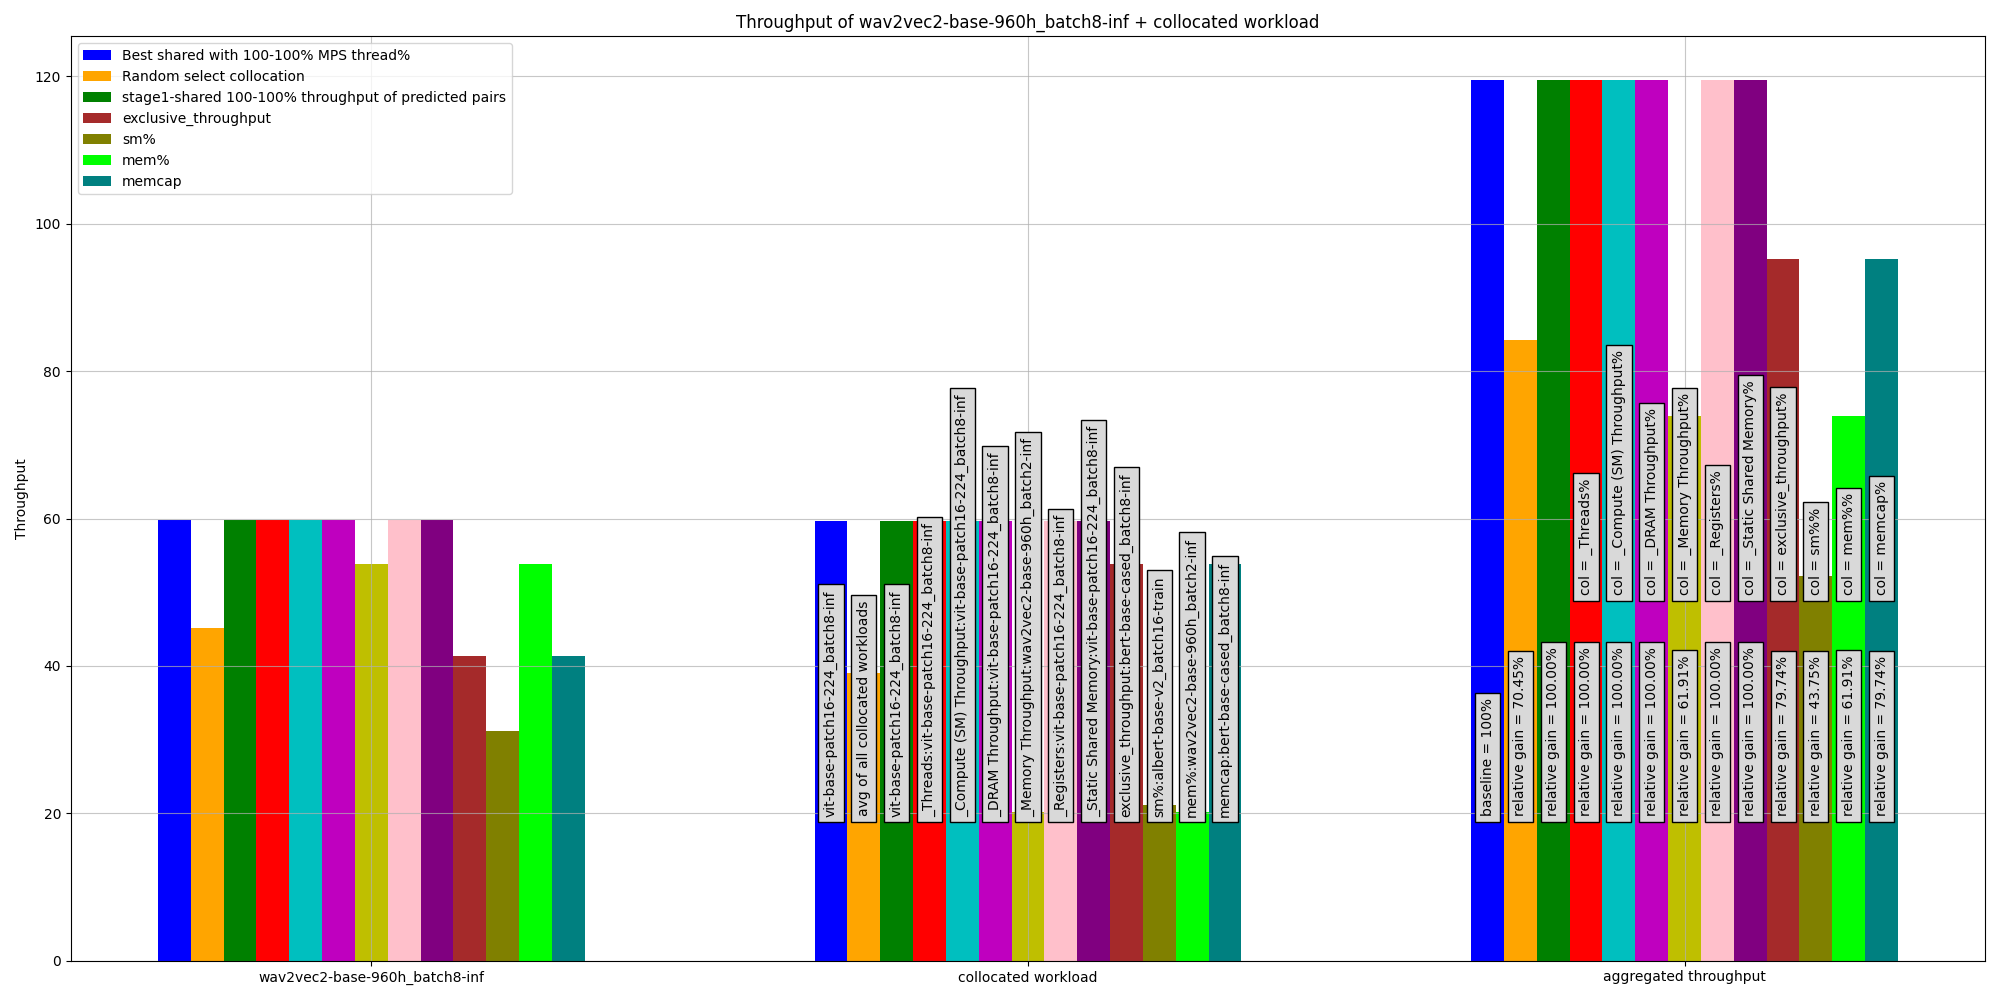 Throughput of wav2vec2-base-960h_batch8-inf + collocated workload
Best shared with 100-100% MPS thread%
Random select collocation
stage1-shared 100-100% throughput of predicted pairs
exclusive_throughput
sm%
mem%
memcap
Throughput
120
100
80
60
40
20
0
vit-base-patch16-224_batch8-inf
avg of all collocated workloads
vit-base-patch16-224_batch8-inf
_Threads:vit-base-patch16-224_batch8-inf
_Compute (SM) Throughput:vit-base-patch16-224_batch8-inf
_DRAM Throughput:vit-base-patch16-224_batch8-inf
_Memory Throughput:wav2vec2-base-960h_batch2-inf
_Registers:vit-base-patch16-224_batch8-inf
_Static Shared Memory:vit-base-patch16-224_batch8-inf
exclusive_throughput:bert-base-cased_batch8-inf
sm%:albert-base-v2_batch16-train
mem%:wav2vec2-base-960h_batch2-inf
memcap:bert-base-cased_batch8-inf
col = _Threads%
col = _Compute (SM) Throughput%
col = _DRAM Throughput%
col = _Memory Throughput%
col = _Registers%
col = _Static Shared Memory%
col = exclusive_throughput%
col = sm%%
col = mem%%
col = memcap%
baseline = 100%
relative gain = 70.45%
relative gain = 100.00%
relative gain = 100.00%
relative gain = 100.00%
relative gain = 100.00%
relative gain = 61.91%
relative gain = 100.00%
relative gain = 100.00%
relative gain = 79.74%
relative gain = 43.75%
relative gain = 61.91%
relative gain = 79.74%
wav2vec2-base-960h_batch8-inf
collocated workload
aggregated throughput